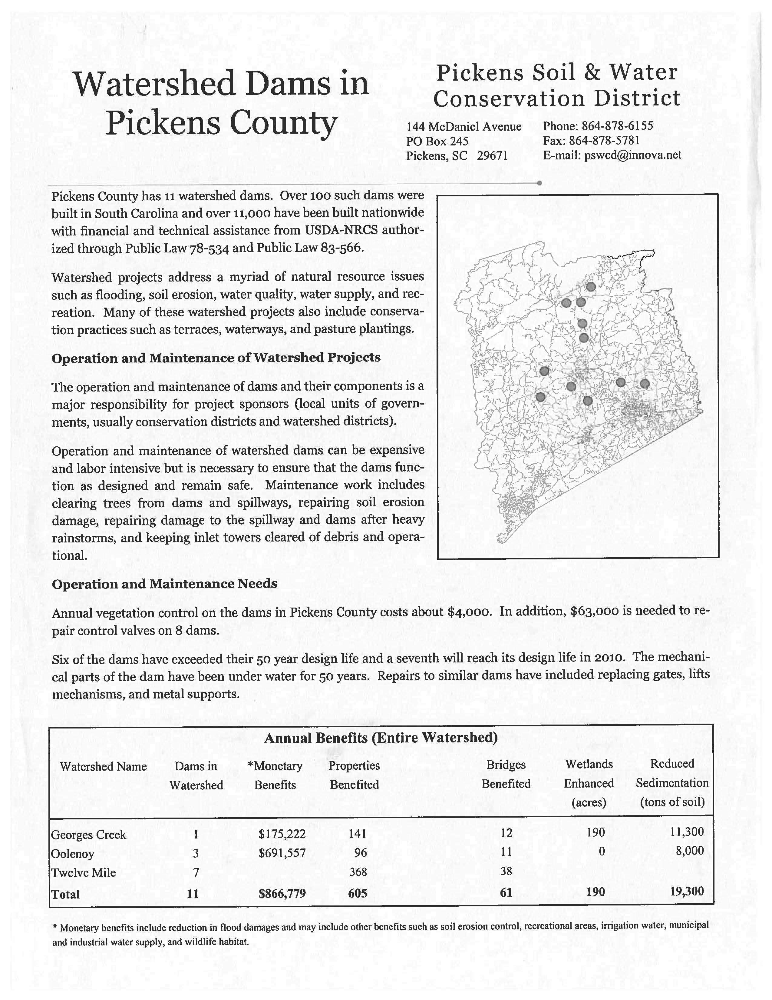 Watershed Dams in
Pickens County
Pickens Soil & Water
Conservation District
144 McDaniel Avenue
PO Box 245
Pickens, SC 29671
Phone: 864-878-6155
Fax: 864-878-5781
E-mail: pswcd@innova.net
Pickens County has 11 watershed dams. Over 100 such dams were
built in South Carolina and over 11,000 have been built nationwide
with financial and technical assistance from USDA-NRCS author-
ized through Public Law 78-534 and Public Law 83-566.
Watershed projects address a myriad of natural resource issues
such as flooding, soil erosion, water quality, water supply, and rec-
reation. Many of these watershed projects also include conserva-
tion practices such as terraces, waterways, and pasture plantings.
Operation and Maintenance of Watershed Projects
The operation and maintenance of dams and their components is a
major responsibility for project sponsors (local units of govern-
ments, usually conservation districts and watershed districts).
Operation and maintenance of watershed dams can be expensive
and labor intensive but is necessary to ensure that the dams func-
tion as designed and remain safe. Maintenance work includes
clearing trees from dams and spillways, repairing soil erosion
damage, repairing damage to the spillway and dams after heavy
rainstorms, and keeping inlet towers cleared of debris and opera-
tional.
Operation and Maintenance Needs
Annual vegetation control on the dams in Pickens County costs about $4,000. In addition, $63,000 is needed to re-
pair control valves on 8 dams.
Six of the dams have exceeded their 50 year design life and a seventh will reach its design life in 2010. The mechani-
cal parts of the dam have been under water for 50 years. Repairs to similar dams have included replacing gates, lifts
mechanisms, and metal supports.
Annual Benefits (Entire Watershed)
Watershed Name Dams in *Monetary Properties Bridges Wetlands Reduced
Watershed Benefits Benefited Benefited Enhanced Sedimentation
(acres) (tons of soil)
Georges Creek 1 $175,222 141 12 190 11,300
Oolenoy 3 $691,557 96 11 0 8,000
Twelve Mile 7 368 38
Total 11 $866,779 605 61 190 19,300
* Monetary benefits include reduction in flood damages and may include other benefits such as soil erosion control, recreational areas, irrigation water, municipal
and industrial water supply, and wildlife habitat.